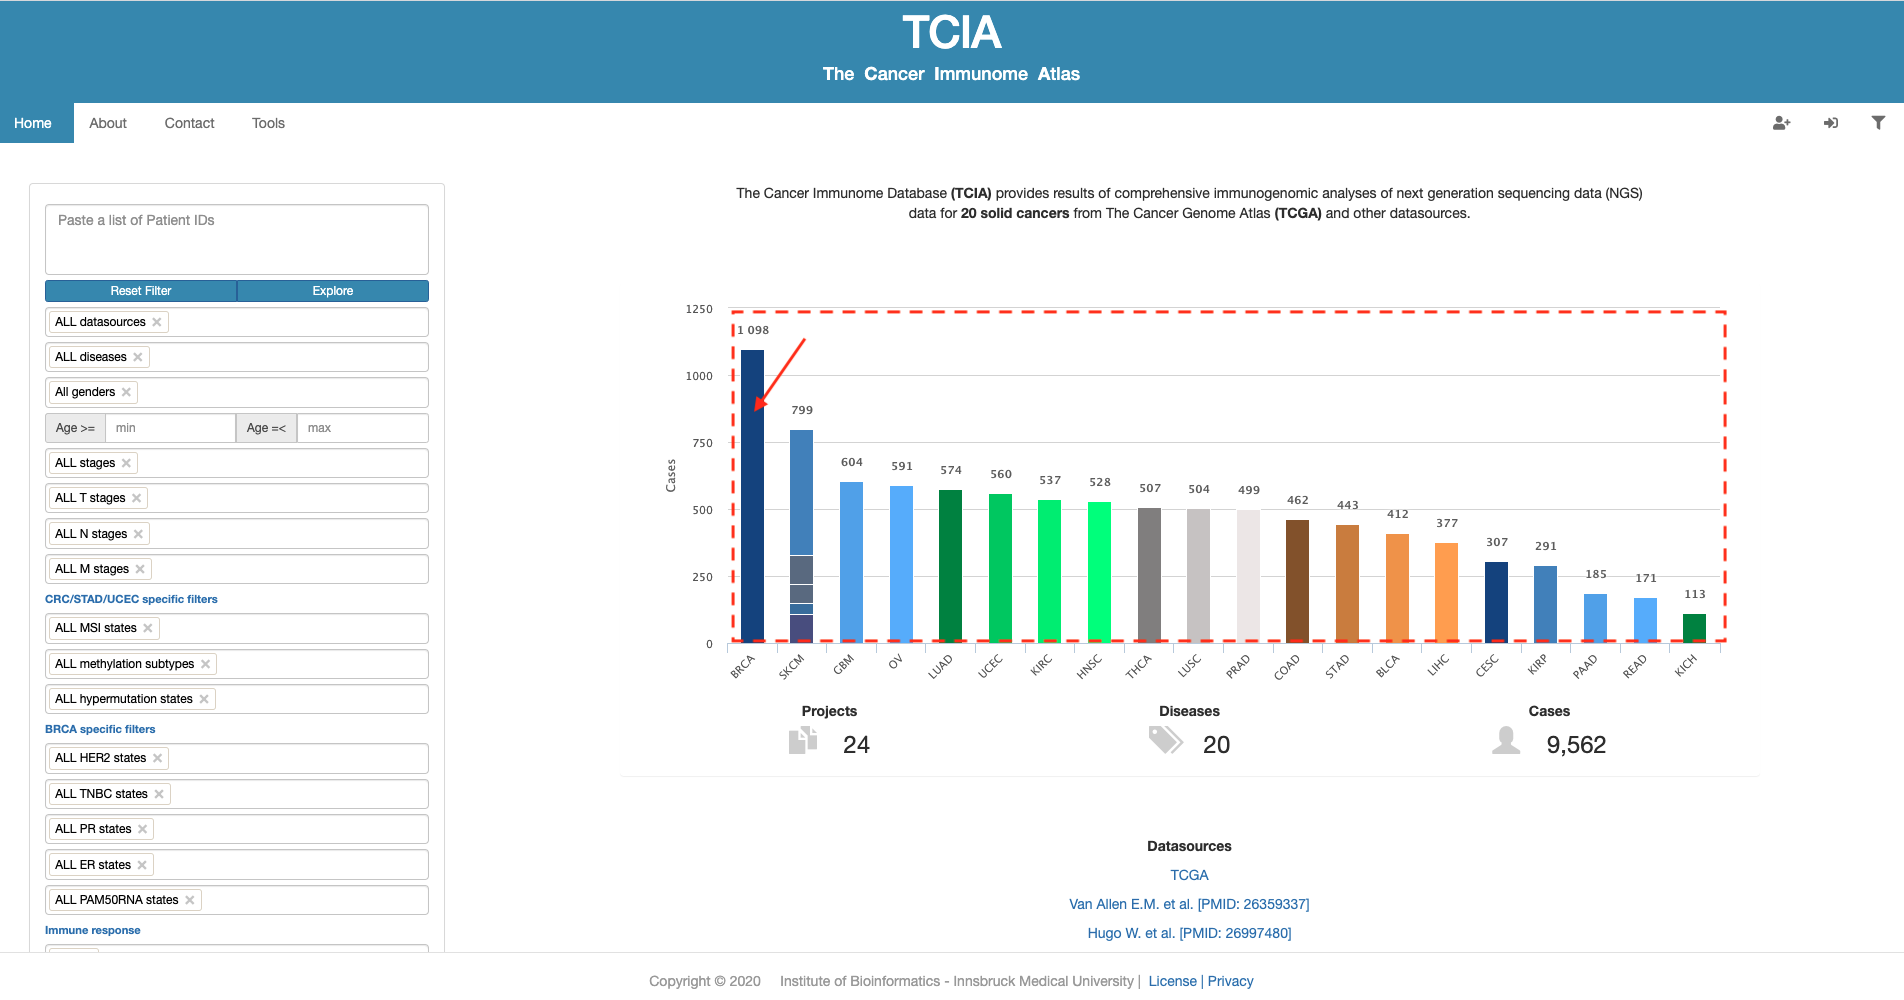 TCIA
The Cancer Immunome Atlas
Home About Contact Tools
Paste a list of Patient IDs
Reset Filter Explore
ALL datasources ×
ALL diseases ×
All genders ×
Age >= min Age =< max
ALL stages ×
ALL T stages ×
ALL N stages ×
ALL M stages ×
CRC/STAD/UCEC specific filters
ALL MSI states ×
ALL methylation subtypes ×
ALL hypermutation states ×
BRCA specific filters
ALL HER2 states ×
ALL TNBC states ×
ALL PR states ×
ALL ER states ×
ALL PAM50RNA states ×
Immune response
The Cancer Immunome Database (TCIA) provides results of comprehensive immunogenomic analyses of next generation sequencing data (NGS)
data for 20 solid cancers from The Cancer Genome Atlas (TCGA) and other datasources.
Cases
1250
1000
750
500
250
0
1 098
799
604
591
574
560
537
528
507
504
499
462
443
412
377
307
291
185
171
113
BRCA
SKCM
GBM
OV
LUAD
UCEC
KIRC
HNSC
THCA
LUSC
PRAD
COAD
STAD
BLCA
LIHC
CESC
KIRP
PAAD
READ
KICH
Projects Diseases Cases
24 20 9,562
Datasources
TCGA
Van Allen E.M. et al. [PMID: 26359337]
Hugo W. et al. [PMID: 26997480]
Copyright © 2020 Institute of Bioinformatics - Innsbruck Medical University | License | Privacy